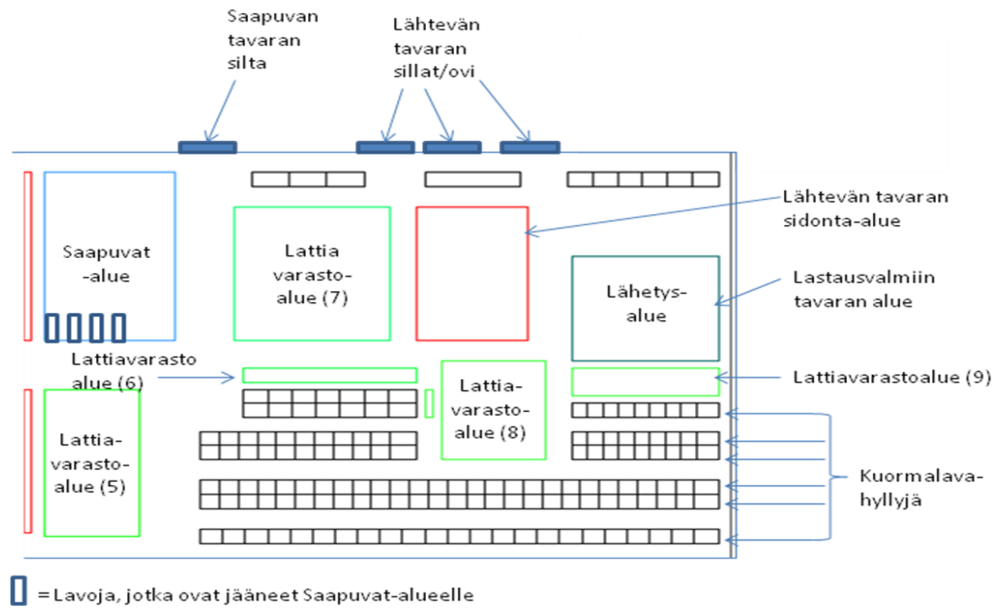 Saapuvan
tavaran
silta
Lähtevän
tavaran
sillat/ovi
Saapuvat
-alue
Lattia
varasto-
alue (7)
Lähtevän tavaran
sidonta-alue
Lähetys-
alue
Lastausvalmiin
tavaran alue
Lattiavarasto
alue (6)
Lattia-
varasto-
alue (8)
Lattiavarastoalue (9)
Lattia-
varasto-
alue (5)
Kuormalava-
hyllyjä
= Lavoja, jotka ovat jääneet Saapuvat-alueelle